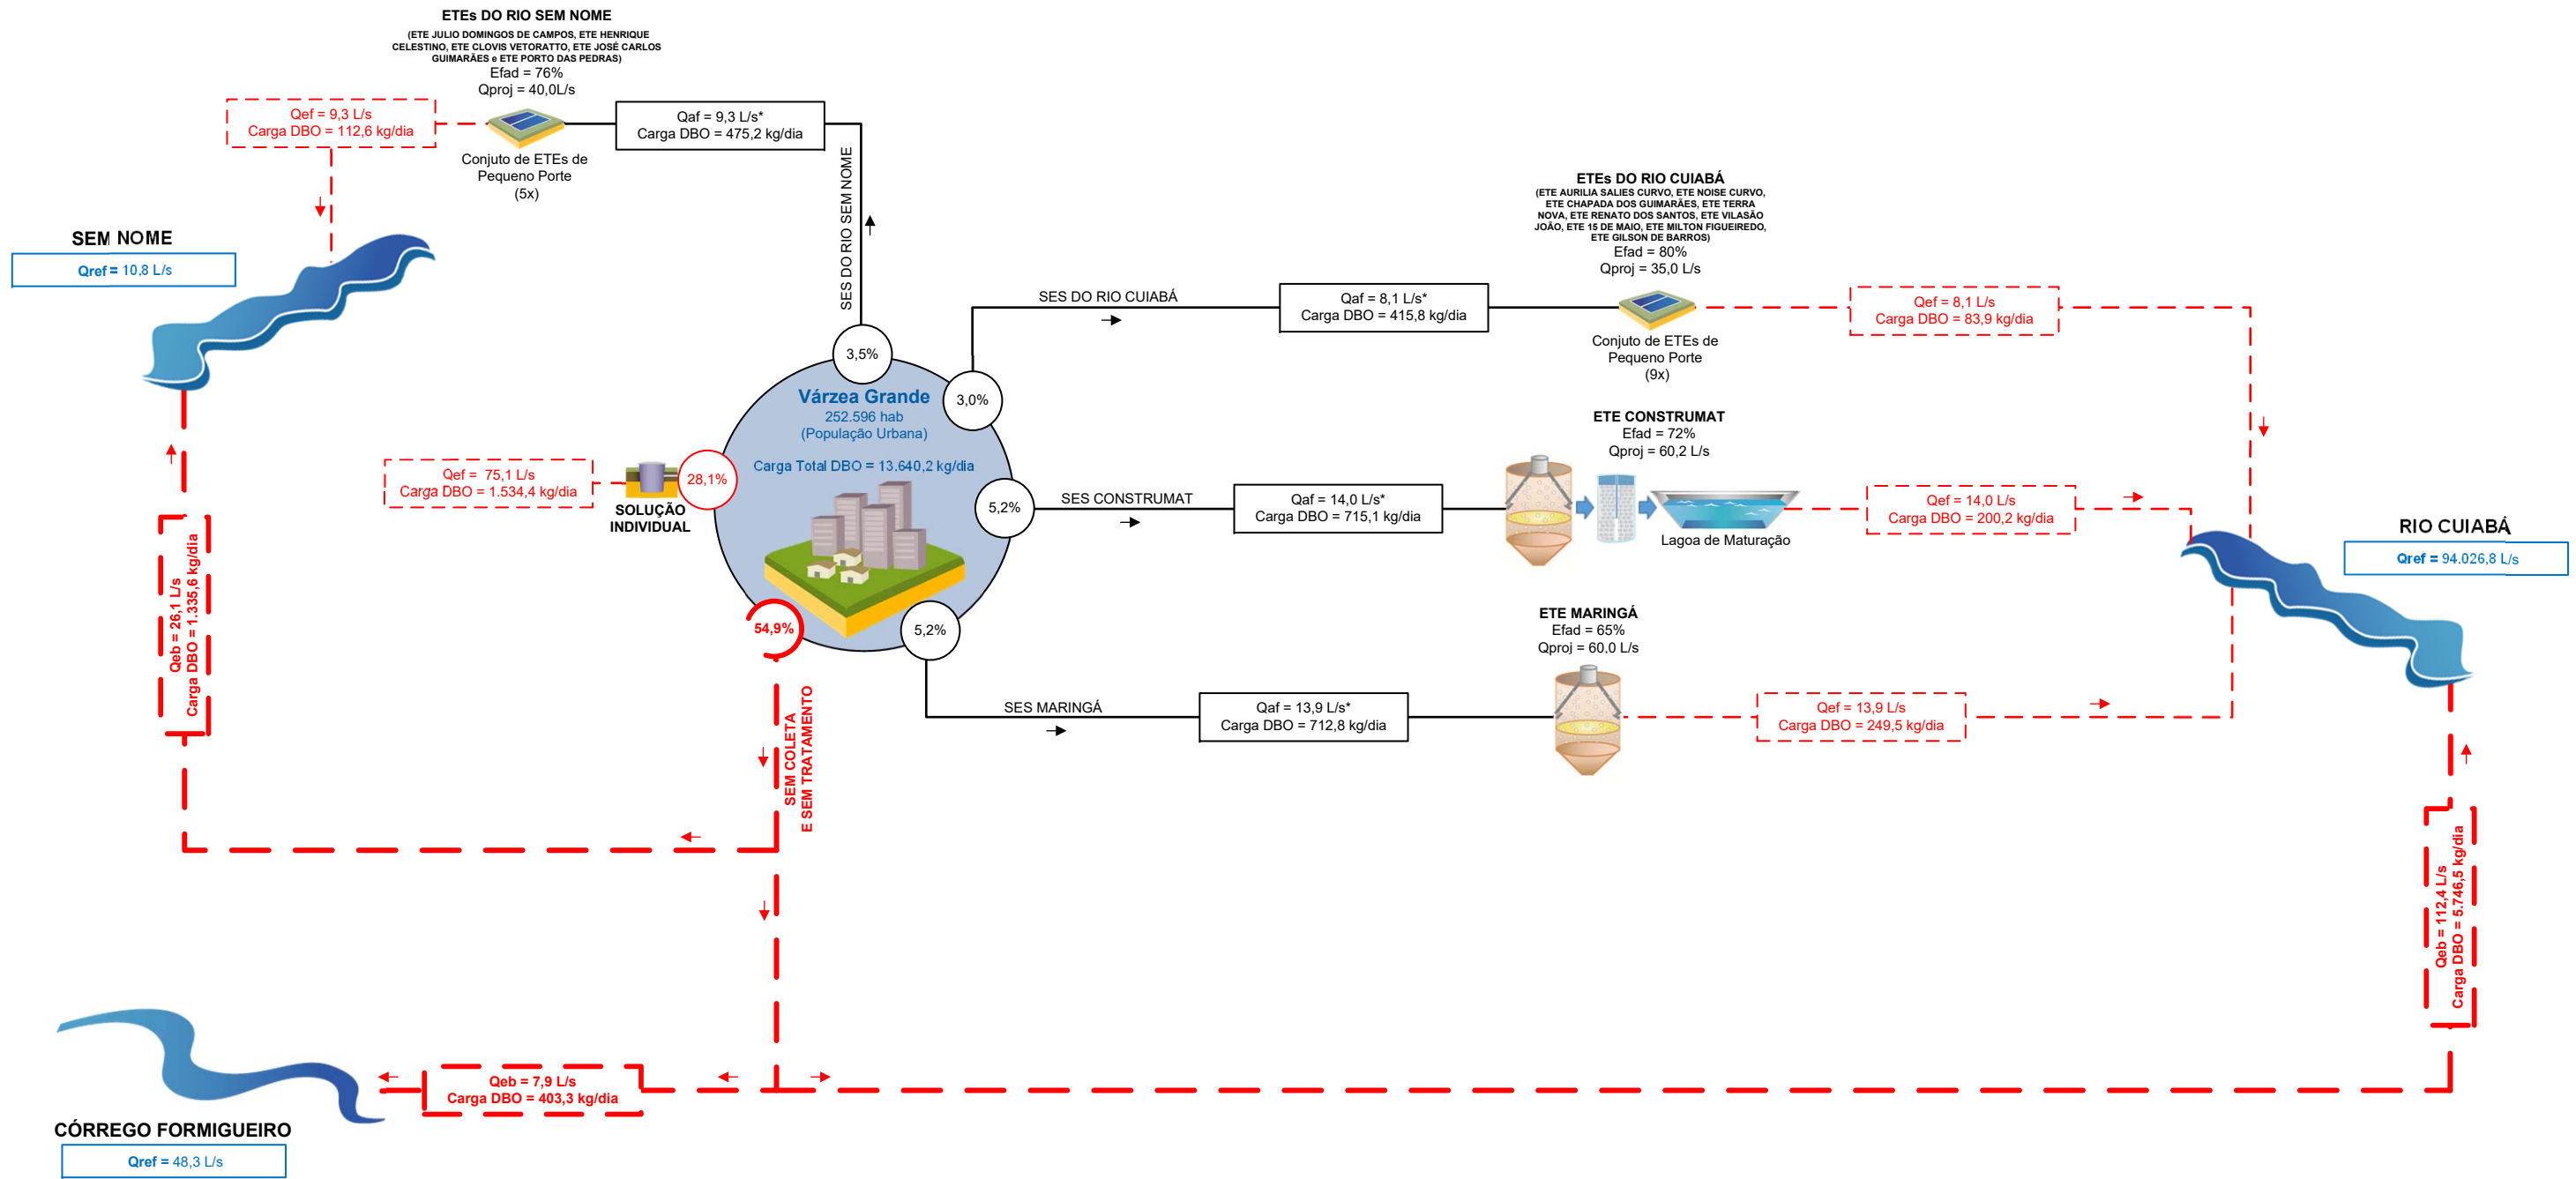 ETEs DO RIO SEM NOME
(ETE JULIO DOMINGOS DE CAMPOS, ETE HENRIQUE
CELESTINO, ETE CLOVIS VETORATTO, ETE JOSÉ CARLOS
GUIMARÃES e ETE PORTO DAS PEDRAS)
Efad = 76%
Qproj = 40,0L/s
Qef = 9,3 L/s
Carga DBO = 112,6 kg/dia
Qaf = 9,3 L/s*
Carga DBO = 475,2 kg/dia
Conjuto de ETEs de
Pequeno Porte
(5x)
SES DO RIO SEM NOME
SEM NOME
Qref = 10,8 L/s
ETEs DO RIO CUIABÁ
(ETE AURILIA SALIES CURVO, ETE NOISE CURVO,
ETE CHAPADA DOS GUIMARÃES, ETE TERRA
NOVA, ETE RENATO DOS SANTOS, ETE VILASÃO
JOÃO, ETE 15 DE MAIO, ETE MILTON FIGUEIREDO,
ETE GILSON DE BARROS)
Efad = 80%
Qproj = 35,0 L/s
SES DO RIO CUIABÁ
Qaf = 8,1 L/s*
Carga DBO = 415,8 kg/dia
Qef = 8,1 L/s
Carga DBO = 83,9 kg/dia
Conjuto de ETEs de
Pequeno Porte
(9x)
3,5%
3,0%
Várzea Grande
252.596 hab
(População Urbana)
Carga Total DBO = 13.640,2 kg/dia
Qef = 75,1 L/s
Carga DBO = 1.534,4 kg/dia
SOLUÇÃO
INDIVIDUAL
28,1%
5,2%
SES CONSTRUMAT
Qaf = 14,0 L/s*
Carga DBO = 715,1 kg/dia
ETE CONSTRUMAT
Efad = 72%
Qproj = 60,2 L/s
Lagoa de Maturação
Qef = 14,0 L/s
Carga DBO = 200,2 kg/dia
RIO CUIABÁ
Qref = 94.026,8 L/s
54,9%
5,2%
SES MARINGÁ
Qaf = 13,9 L/s*
Carga DBO = 712,8 kg/dia
ETE MARINGÁ
Efad = 65%
Qproj = 60.0 L/s
Qef = 13,9 L/s
Carga DBO = 249,5 kg/dia
Qeb = 26,1 L/s
Carga DBO = 1.335,6 kg/dia
SEM COLETA
E SEM TRATAMENTO
Qeb = 112,4 L/s
Carga DBO = 5.746,5 kg/dia
Qeb = 7,9 L/s
Carga DBO = 403,3 kg/dia
CÓRREGO FORMIGUEIRO
Qref = 48,3 L/s